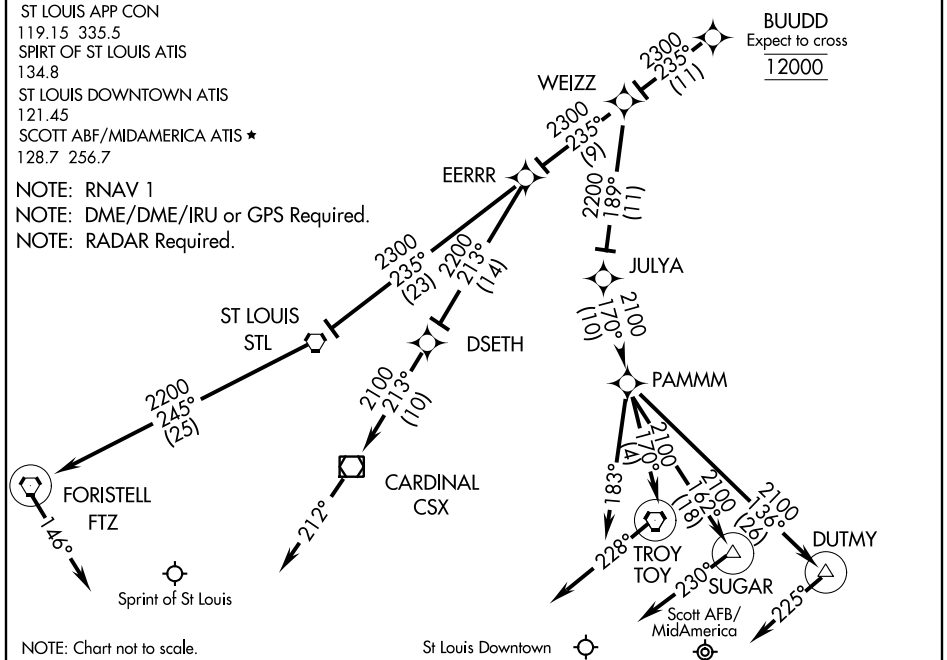 ST LOUIS APP CON
119.15 335.5
SPIRT OF ST LOUIS ATIS
134.8
ST LOUIS DOWNTOWN ATIS
121.45
SCOTT ABF/MIDAMERICA ATIS ★
128.7 256.7
NOTE: RNAV 1
NOTE: DME/DME/IRU or GPS Required.
NOTE: RADAR Required.
BUUDD
Expect to cross
12000
2300
235°
(11)
WEIZZ
2300
235°
(9)
EERRR
2200
189°
(11)
JULYA
2300
235°
(23)
2200
213°
(14)
2100
170°
(10)
ST LOUIS
STL
DSETH
PAMMM
2200
245°
(25)
2100
213°
(10)
FORISTELL
FTZ
146°
CARDINAL
CSX
212°
183°
2100
170°
(4)
2100
162°
(18)
2100
136°
(26)
TROY
TOY
228°
SUGAR
230°
DUTMY
225°
Sprint of St Louis
Scott AFB/
MidAmerica
St Louis Downtown
NOTE: Chart not to scale.